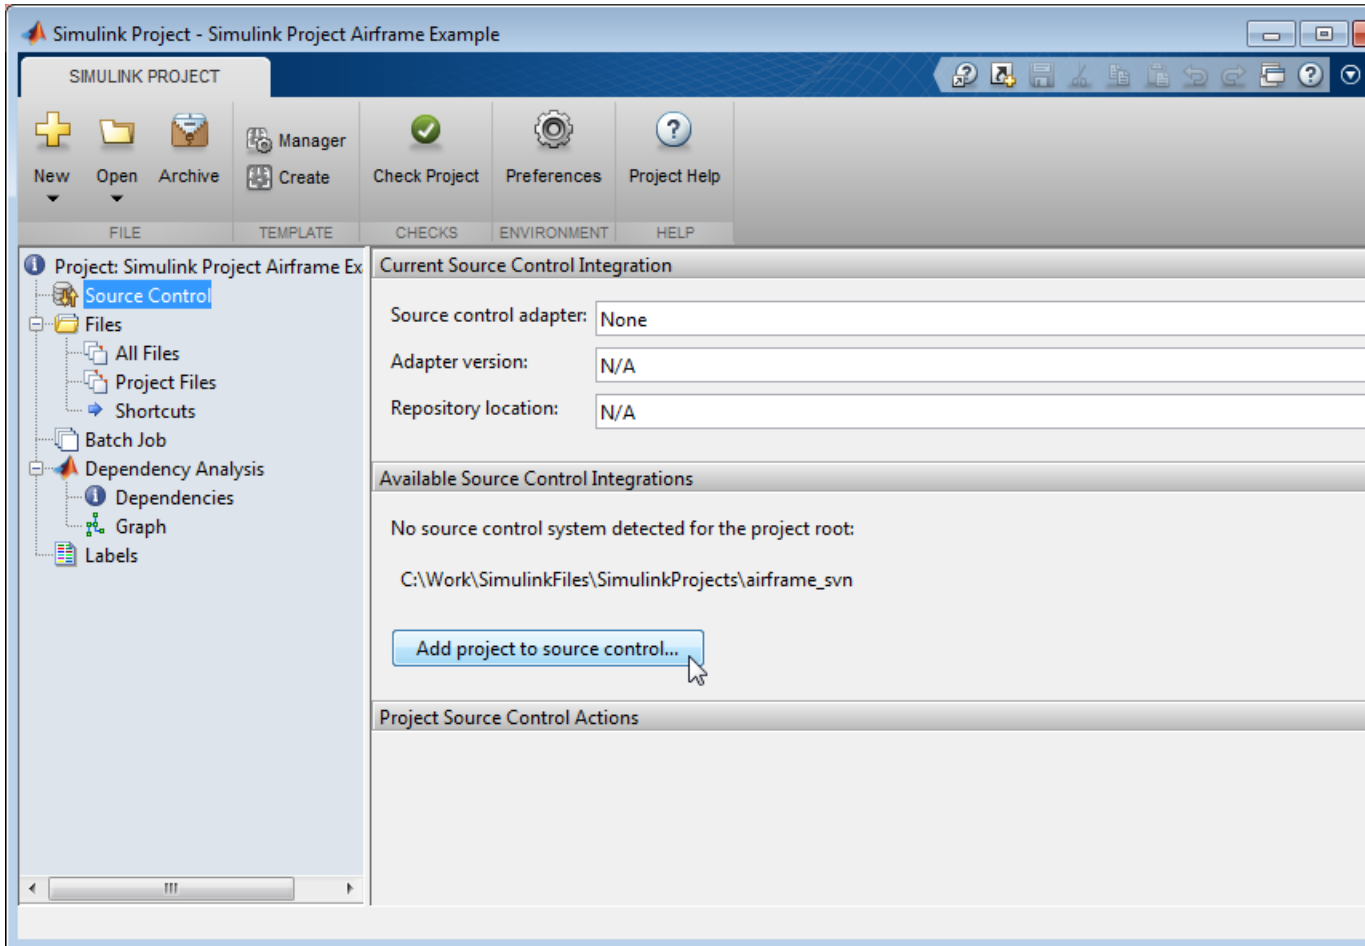 Simulink Project - Simulink Project Airframe Example
SIMULINK PROJECT
New
Open
Archive
Manager
Create
Check Project
Preferences
Project Help
FILE
TEMPLATE
CHECKS
ENVIRONMENT
HELP
Project: Simulink Project Airframe Ex
Source Control
Files
All Files
Project Files
Shortcuts
Batch Job
Dependency Analysis
Dependencies
Graph
Labels
Current Source Control Integration
Source control adapter: None
Adapter version: N/A
Repository location: N/A
Available Source Control Integrations
No source control system detected for the project root:
C:\Work\SimulinkFiles\SimulinkProjects\airframe_svn
Add project to source control...
Project Source Control Actions